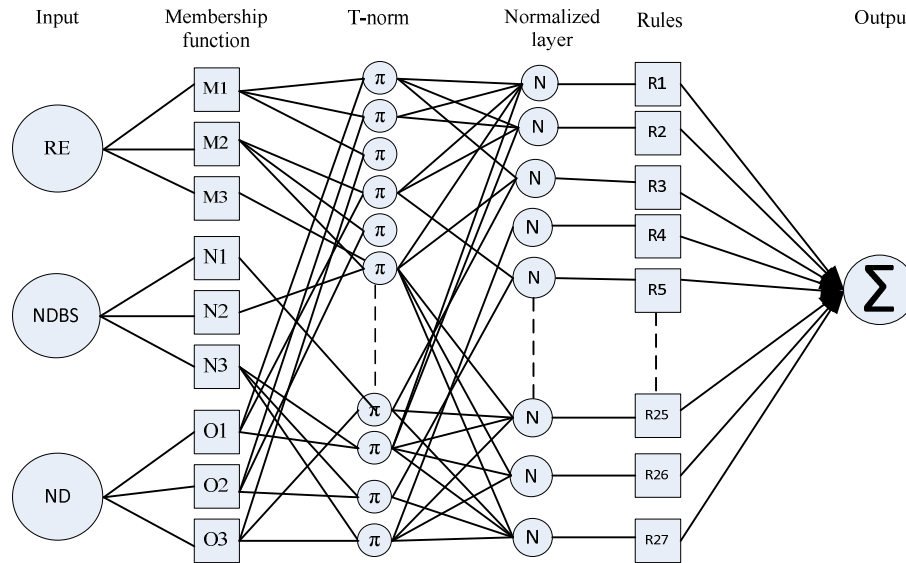 Input
Membership
function
T-norm
Normalized
layer
Rules
Output
RE
NDBS
ND
M1
M2
M3
N1
N2
N3
O1
O2
O3
π
π
π
π
π
π
π
π
π
π
N
N
N
N
N
N
N
N
R1
R2
R3
R4
R5
R25
R26
R27
Σ